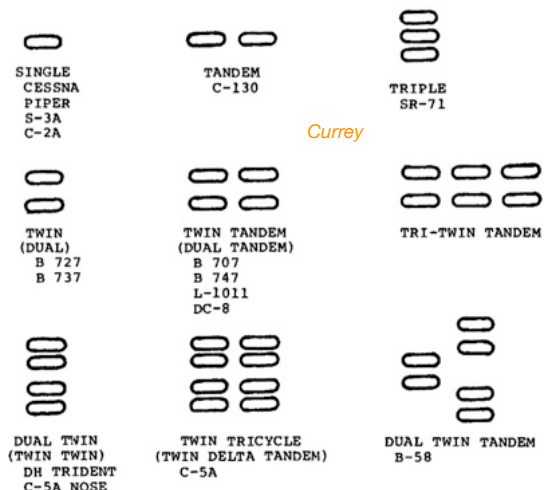 SINGLE
CESSNA
PIPER
S-3A
C-2A
TANDEM
C-130
TRIPLE
SR-71
Currey
TWIN
(DUAL)
B 727
B 737
TWIN TANDEM
(DUAL TANDEM)
B 707
B 747
L-1011
DC-8
TRI-TWIN TANDEM
DUAL TWIN
(TWIN TWIN)
DH TRIDENT
C-5A NOSE
TWIN TRICYCLE
(TWIN DELTA TANDEM)
C-5A
DUAL TWIN TANDEM
B-58